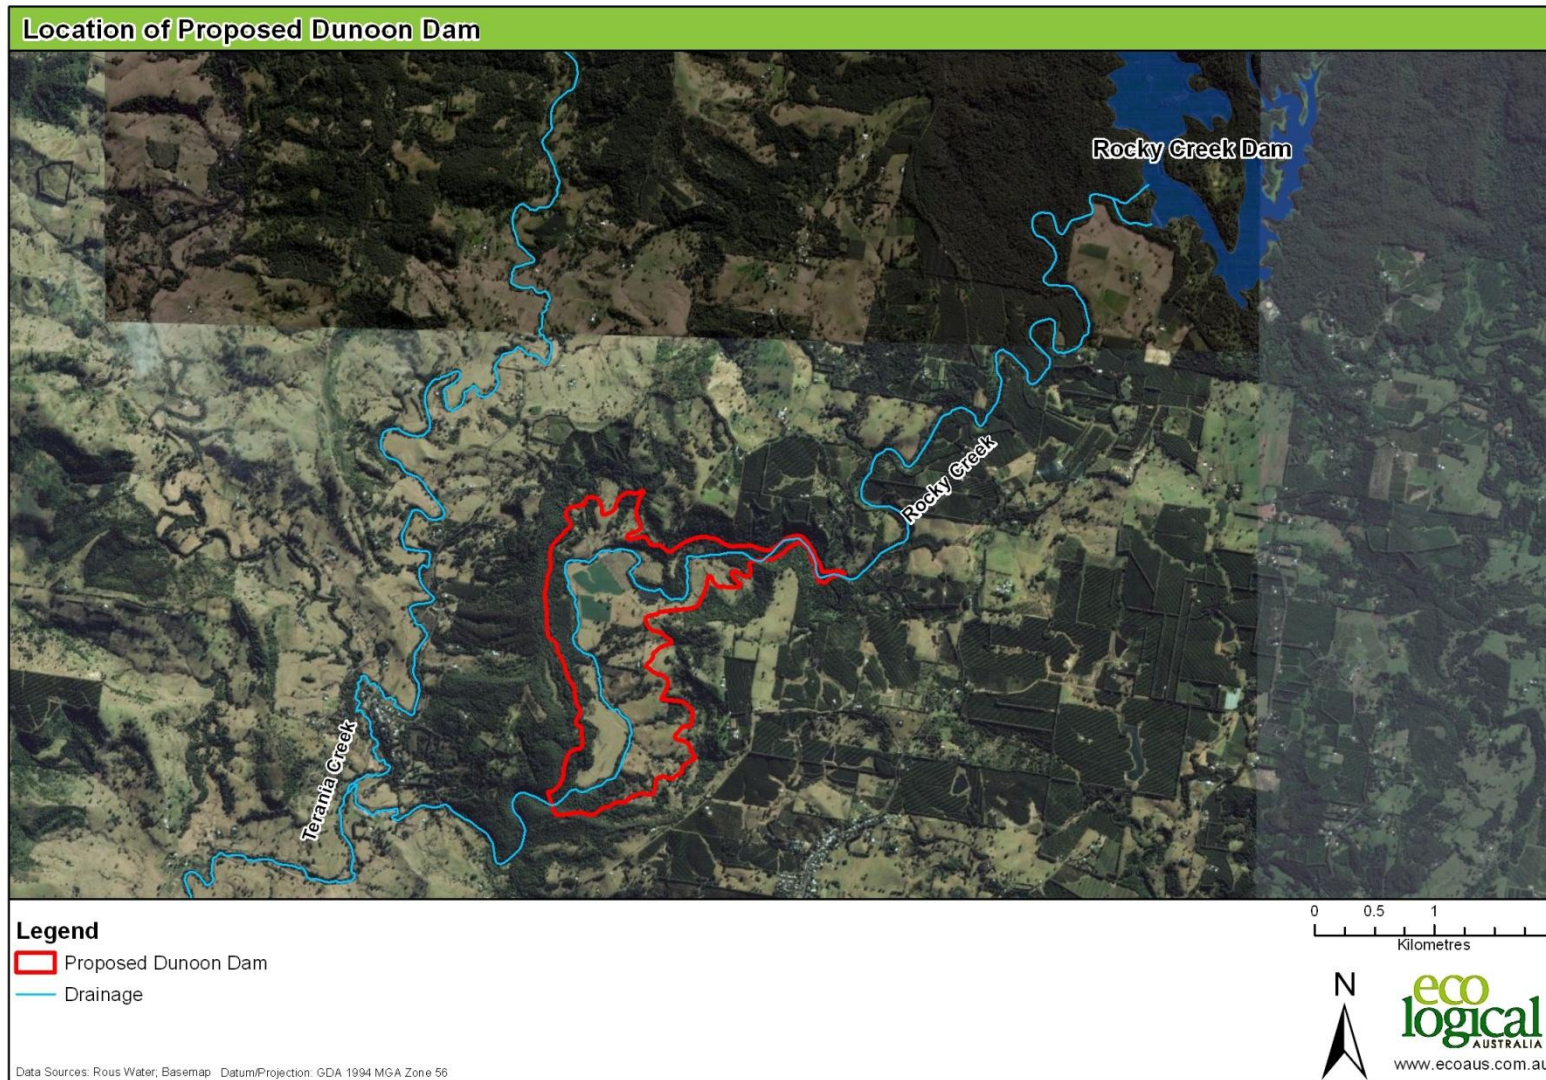 Location of Proposed Dunoon Dam
Rocky Creek Dam
Rocky Creek
Terania Creek
Legend
Proposed Dunoon Dam
Drainage
0 0.5 1
Kilometres
N
eco
logical
AUSTRALIA
www.ecoaus.com.au
Data Sources: Rous Water; Basemap Datum/Projection: GDA 1994 MGA Zone 56